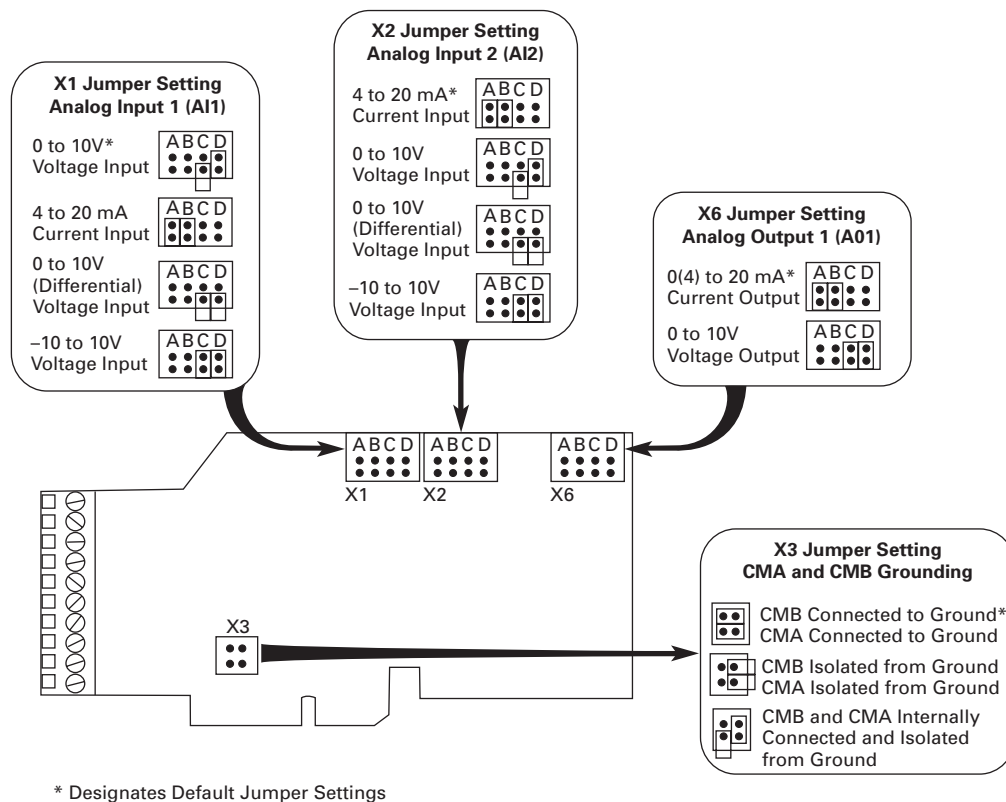 X1 Jumper Setting
Analog Input 1 (AI1)
0 to 10V*
Voltage Input
ABCD
4 to 20 mA
Current Input
ABCD
0 to 10V
(Differential)
Voltage Input
ABCD
–10 to 10V
Voltage Input
ABCD
X2 Jumper Setting
Analog Input 2 (AI2)
4 to 20 mA*
Current Input
ABCD
0 to 10V
Voltage Input
ABCD
0 to 10V
(Differential)
Voltage Input
ABCD
–10 to 10V
Voltage Input
ABCD
X6 Jumper Setting
Analog Output 1 (A01)
0(4) to 20 mA*
Current Output
ABCD
0 to 10V
Voltage Output
ABCD
ABCD
X1
ABCD
X2
ABCD
X6
X3
X3 Jumper Setting
CMA and CMB Grounding
CMB Connected to Ground*
CMA Connected to Ground
CMB Isolated from Ground
CMA Isolated from Ground
CMB and CMA Internally
Connected and Isolated
from Ground
* Designates Default Jumper Settings